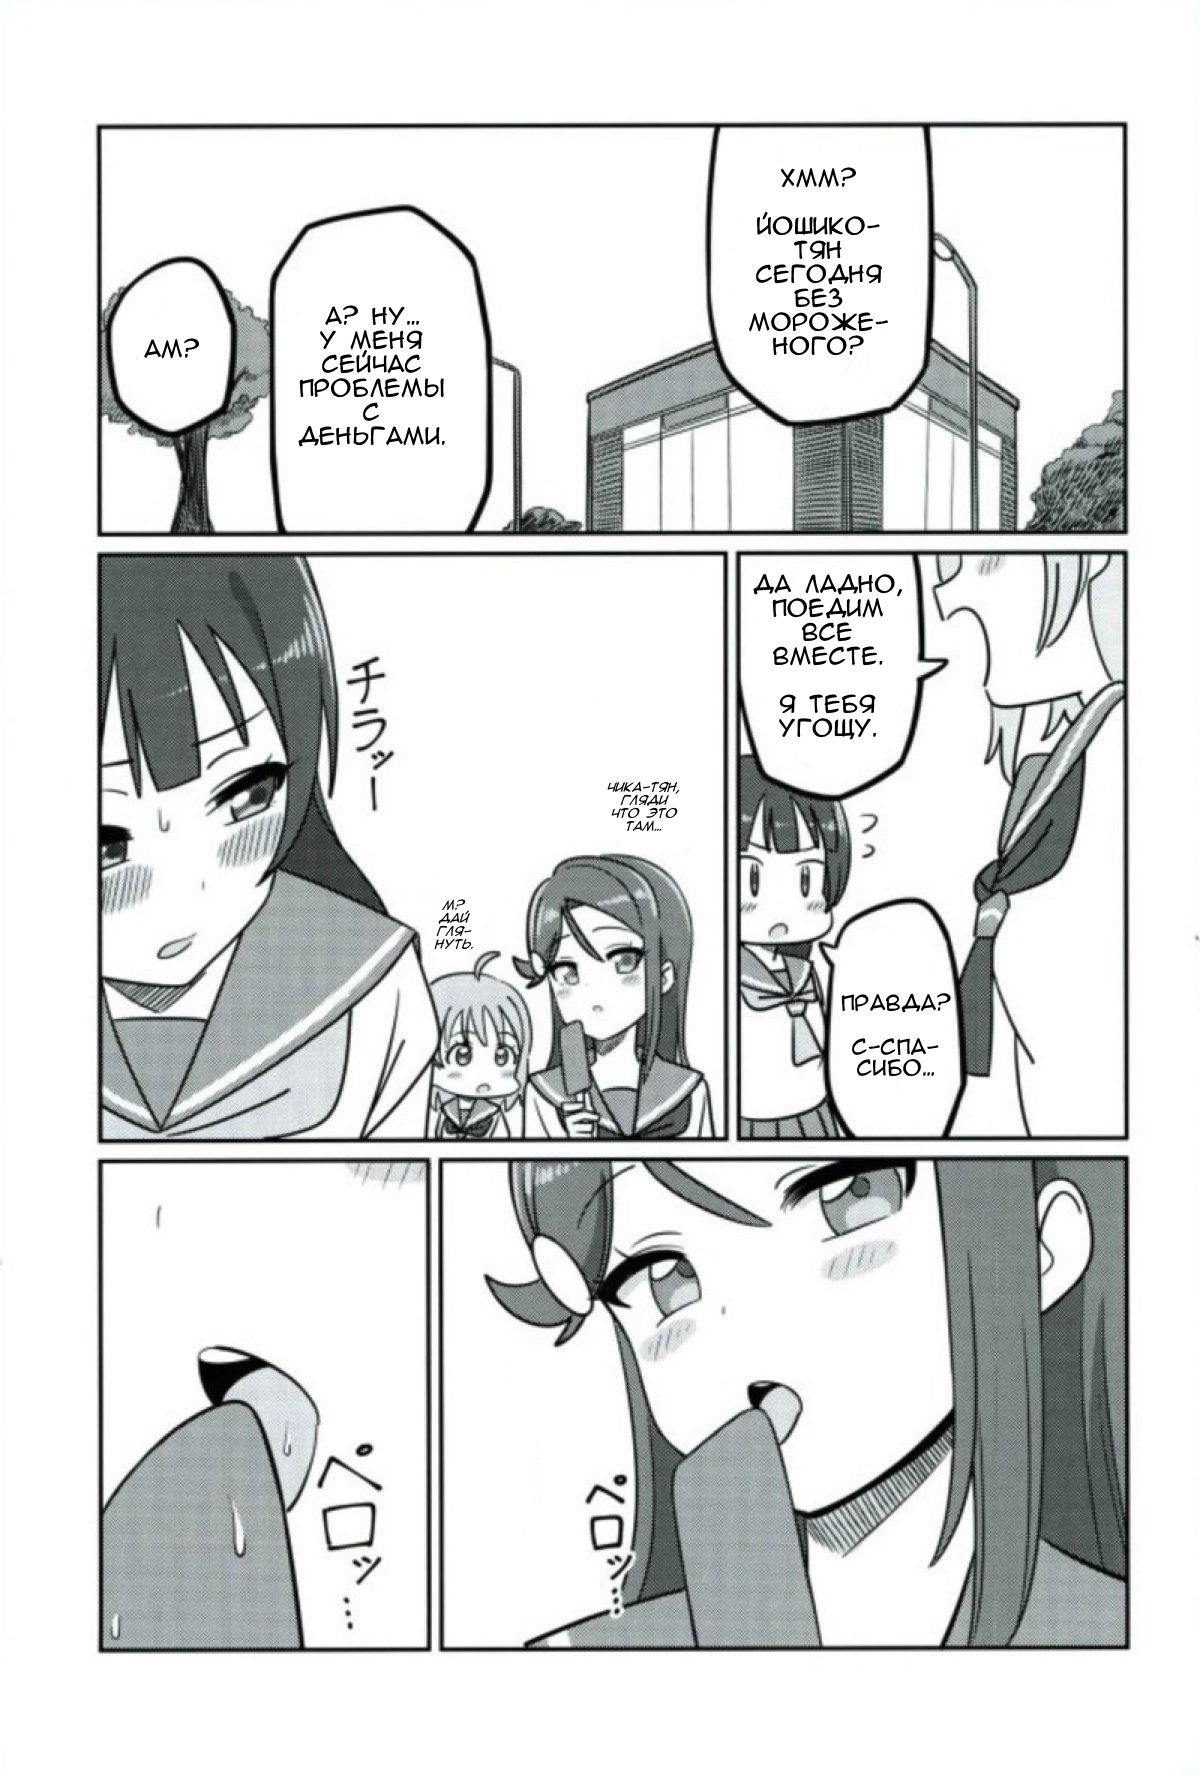 ХММ?
ЙОШИКО-
ТЯН
СЕГОДНЯ
БЕЗ
МОРОЖЕ-
НОГО?
А? НУ...
У МЕНЯ
СЕЙЧАС
ПРОБЛЕМЫ
С
ДЕНЬГАМИ.
АМ?
ДА ЛАДНО,
ПОЕДИМ
ВСЕ
ВМЕСТЕ.
Я ТЕБЯ
УГОЩУ.
ПРАВДА?
С-СПА-
СИБО...
チラッー
ЧИКА-ТЯН,
ГЛЯДИ
ЧТО ЭТО
ТАМ...
М?
ДАЙ
ГЛЯ-
НУТЬ.
ペロッ…
ペロッ…